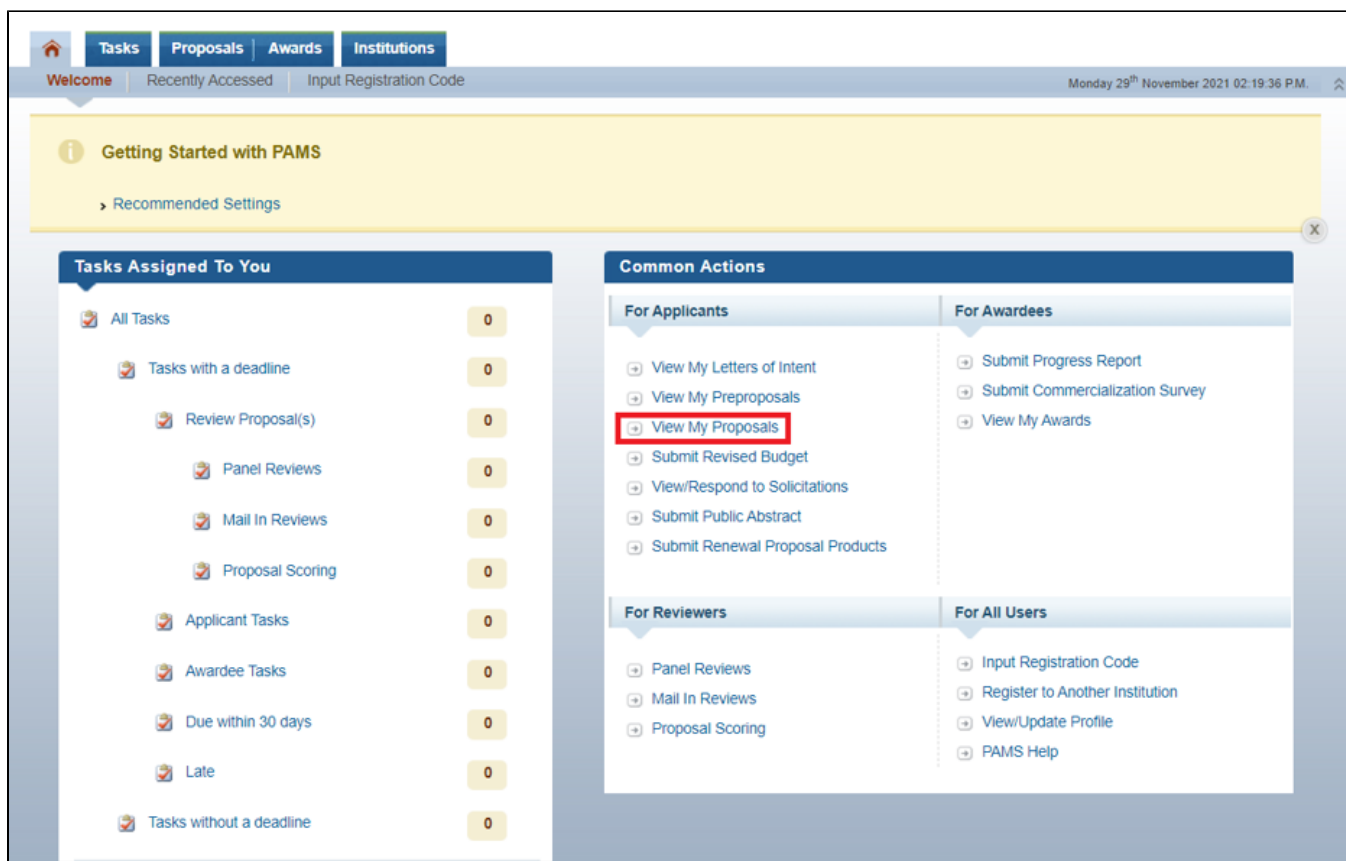 Tasks Proposals Awards Institutions
Welcome Recently Accessed Input Registration Code Monday 29th November 2021 02:19:36 P.M.
Getting Started with PAMS
Recommended Settings
X
Tasks Assigned To You
All Tasks 0
Tasks with a deadline 0
Review Proposal(s) 0
Panel Reviews 0
Mail In Reviews 0
Proposal Scoring 0
Applicant Tasks 0
Awardee Tasks 0
Due within 30 days 0
Late 0
Tasks without a deadline 0
Common Actions
For Applicants
View My Letters of Intent
View My Preproposals
View My Proposals
Submit Revised Budget
View/Respond to Solicitations
Submit Public Abstract
Submit Renewal Proposal Products
For Awardees
Submit Progress Report
Submit Commercialization Survey
View My Awards
For Reviewers
Panel Reviews
Mail In Reviews
Proposal Scoring
For All Users
Input Registration Code
Register to Another Institution
View/Update Profile
PAMS Help